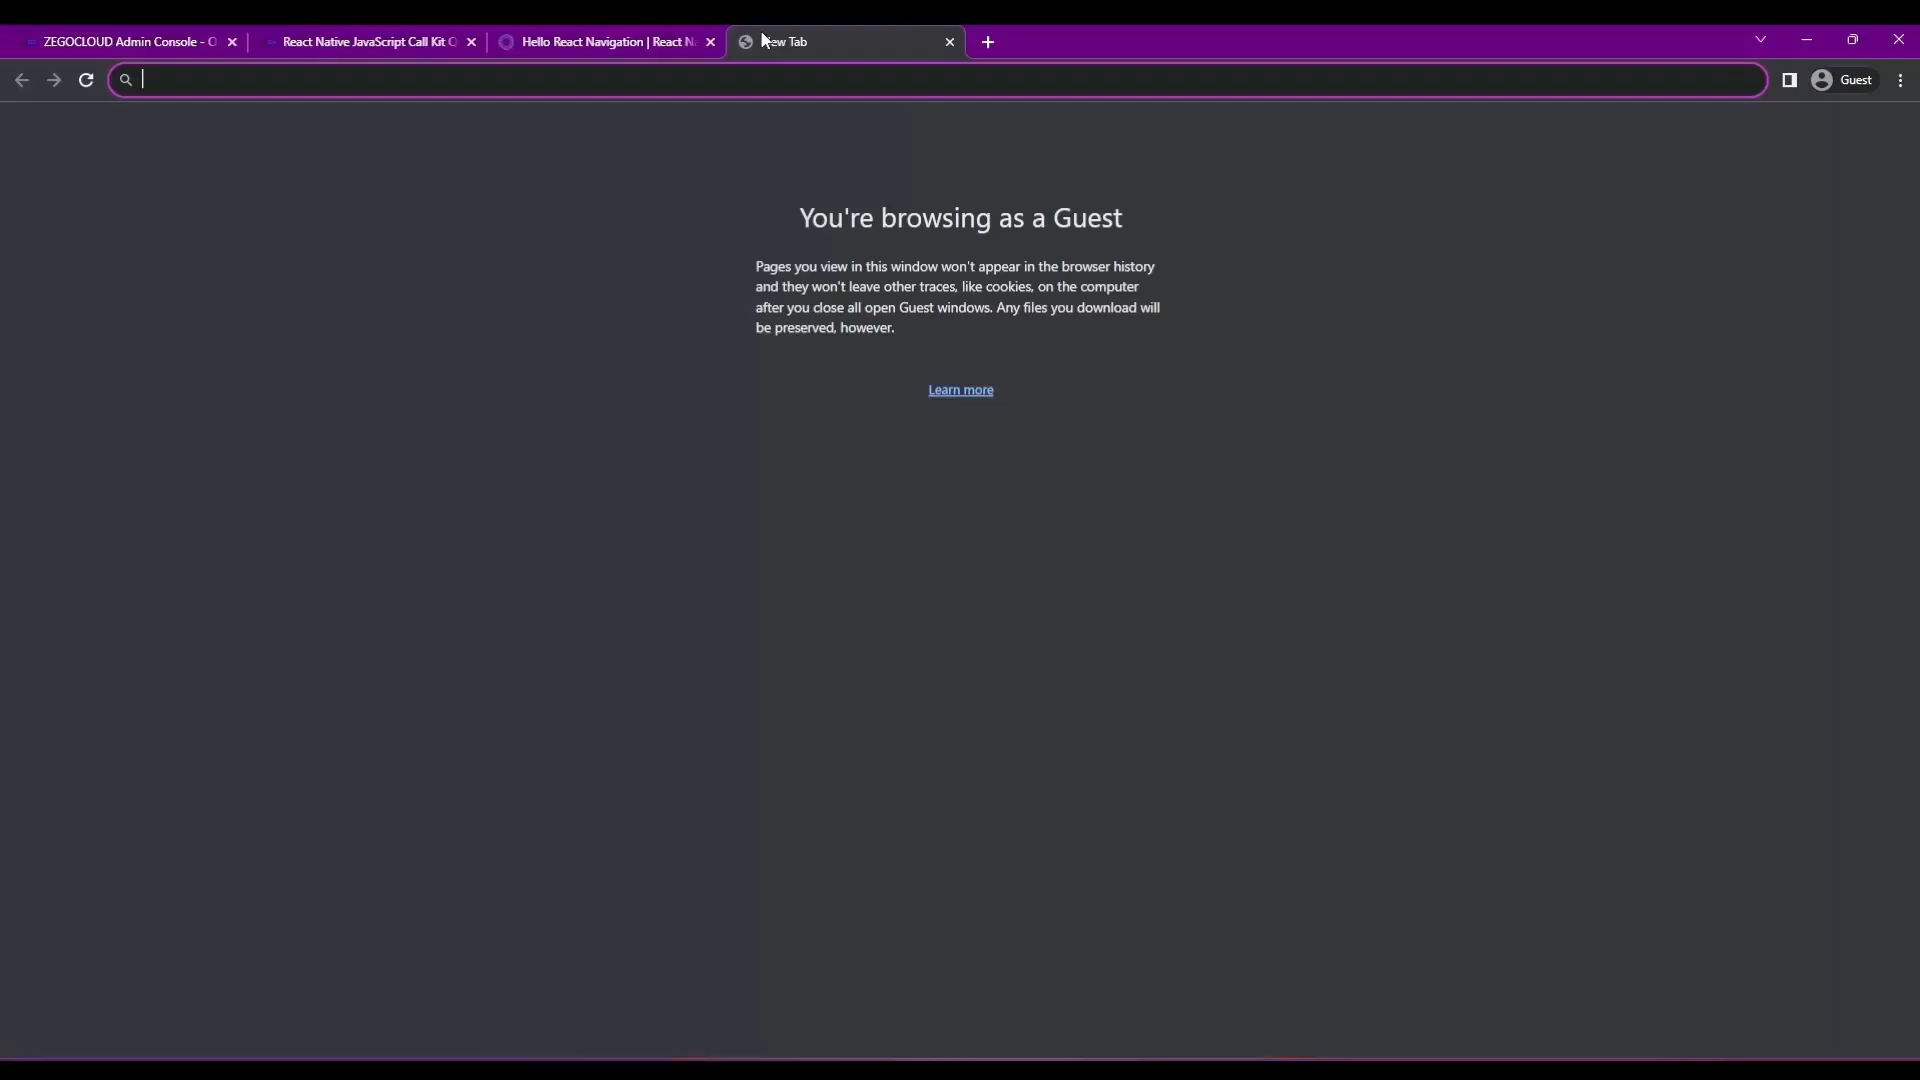 ZEGOCLOUD Admin Console - O
React Native JavaScript Call Kit Q
Hello React Navigation | React N
ew Tab
Guest
You're browsing as a Guest
Pages you view in this window won't appear in the browser history
and they won't leave other traces, like cookies, on the computer
after you close all open Guest windows. Any files you download will
be preserved, however.
Learn more